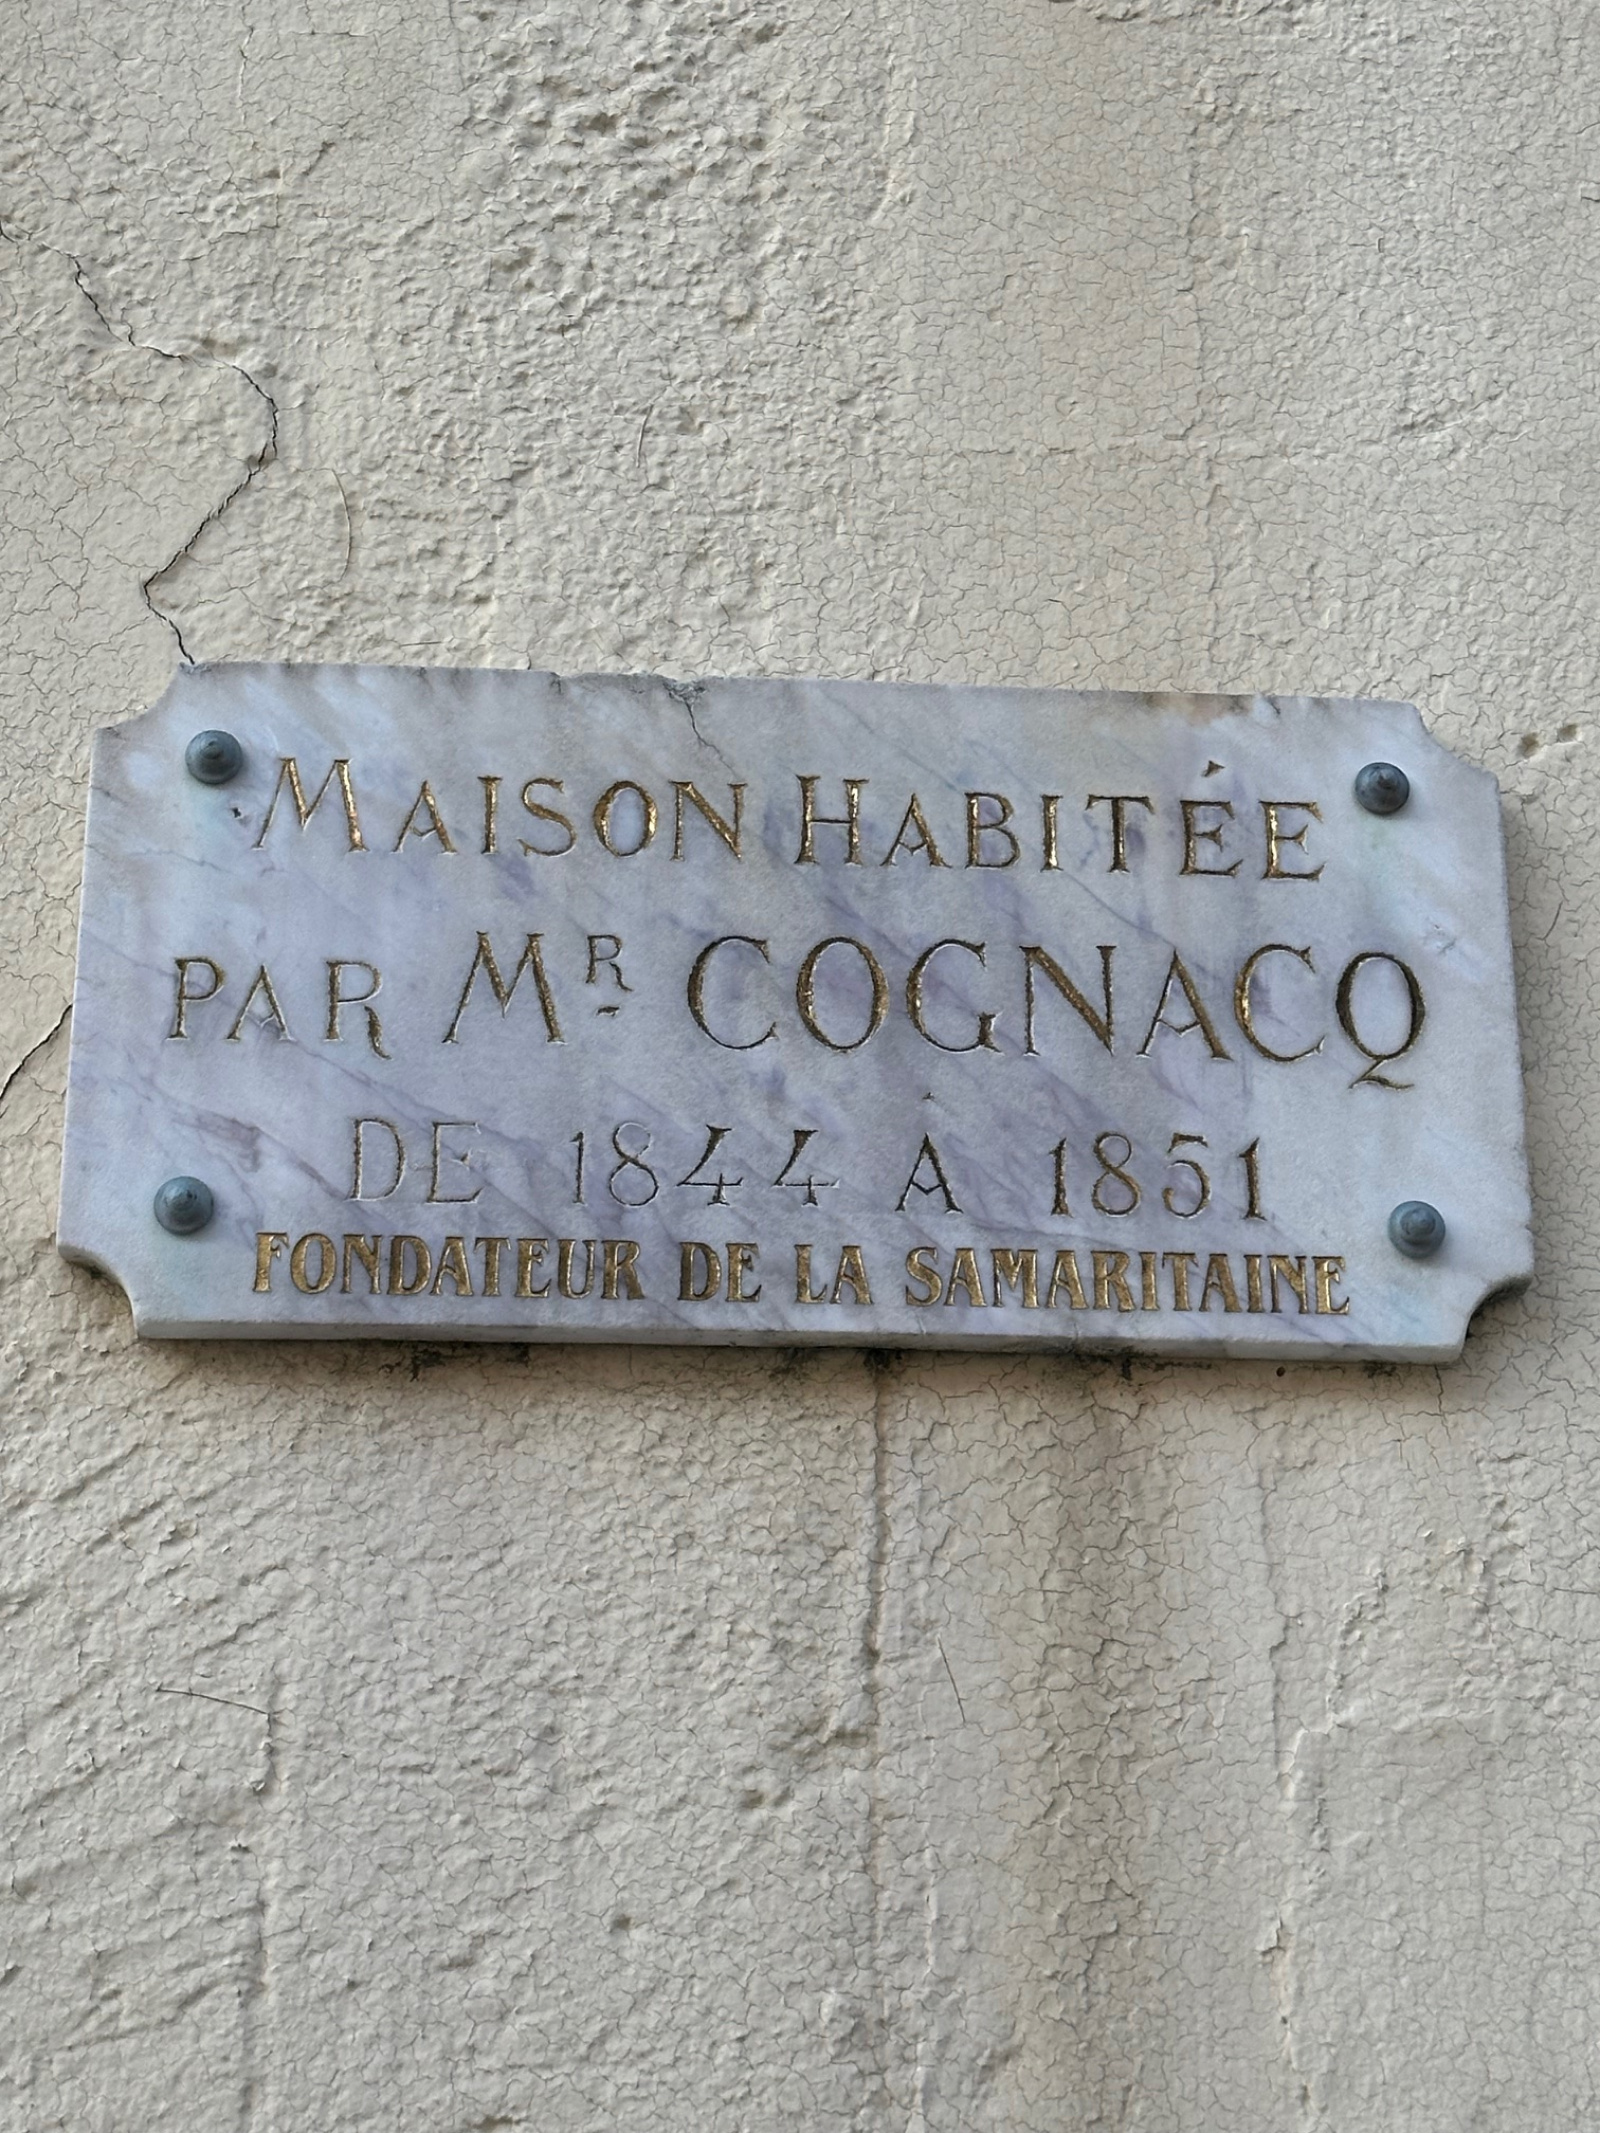 MAISON HABITÉE
PAR MR COGNACQ
DE 1844 À 1851
FONDATEUR DE LA SAMARITAINE